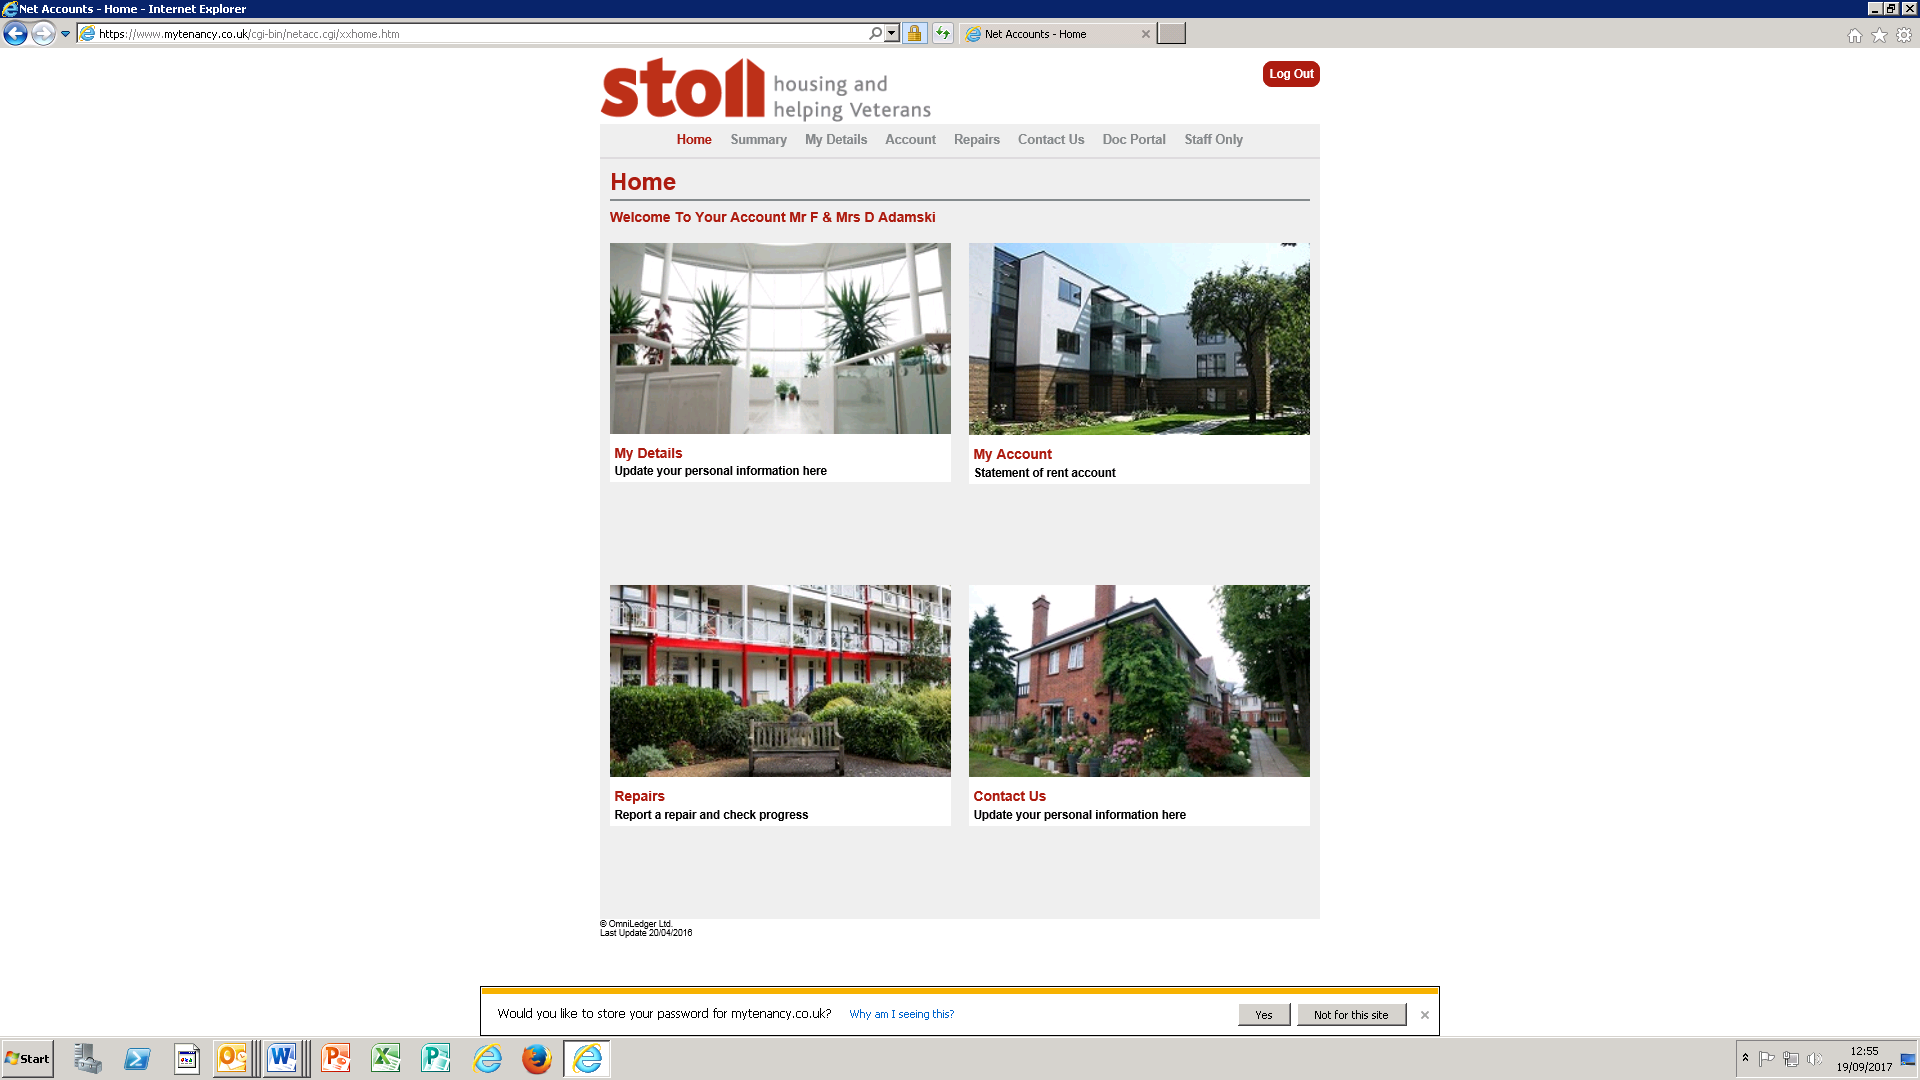 Net Accounts - Home - Internet Explorer
https://www.mytenancy.co.uk/cgi-bin/netacc.cgi/xxhome.htm
Net Accounts - Home
stoll housing and
helping Veterans
Log Out
Home Summary My Details Account Repairs Contact Us Doc Portal Staff Only
Home
Welcome To Your Account Mr F & Mrs D Adamski
My Details
Update your personal information here
My Account
Statement of rent account
Repairs
Report a repair and check progress
Contact Us
Update your personal information here
© OmniLedger Ltd.
Last Update 20/04/2016
Would you like to store your password for mytenancy.co.uk? Why am I seeing this? Yes Not for this site
Start
12:55
19/09/2017